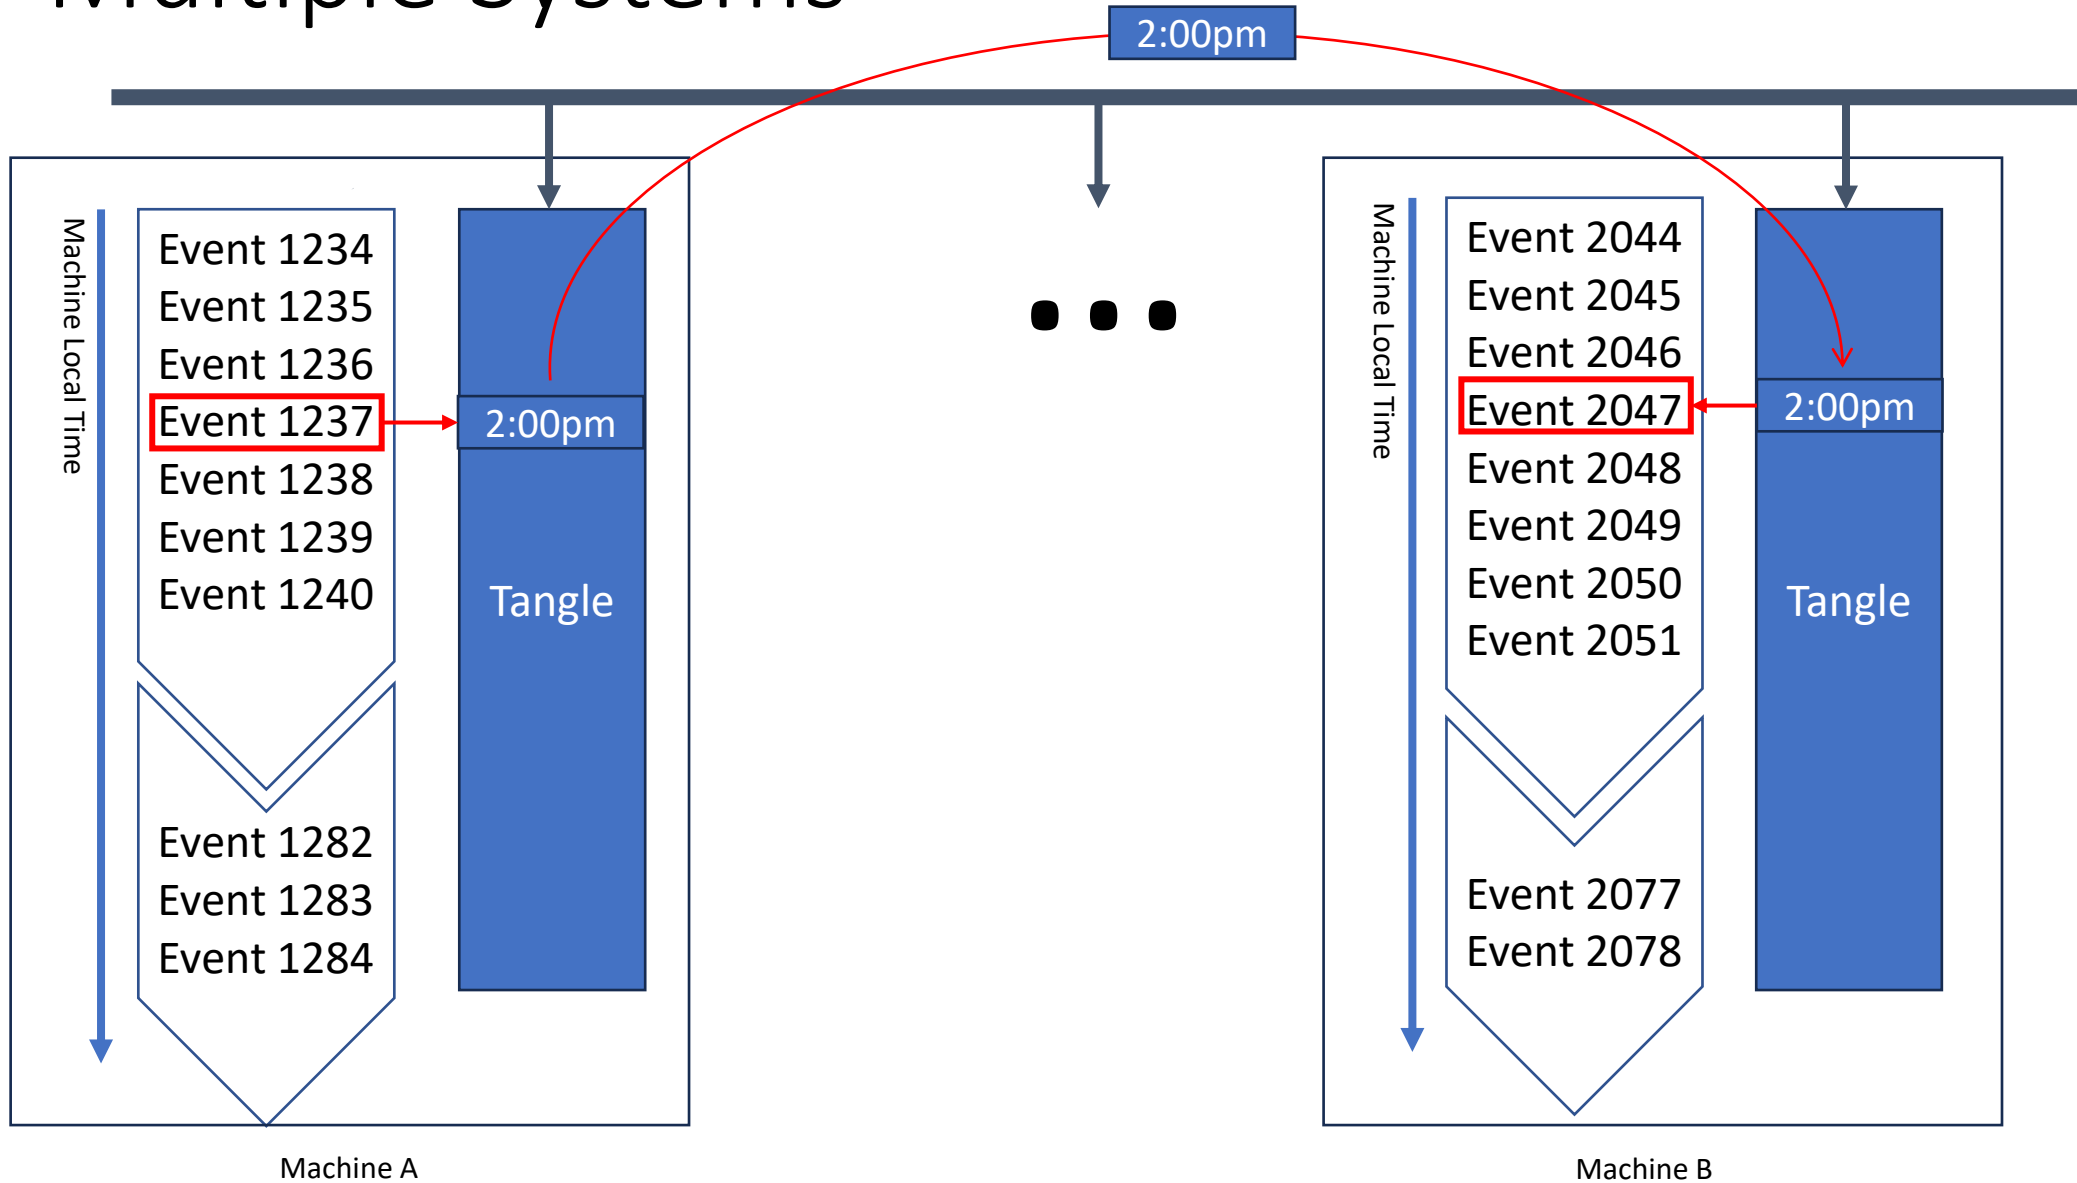 Multiple Systems
2:00pm
Machine Local Time
Event 1234
Event 1235
Event 1236
Event 1237
Event 1238
Event 1239
Event 1240
Event 1282
Event 1283
Event 1284
2:00pm
Tangle
Machine A
...
Machine Local Time
Event 2044
Event 2045
Event 2046
Event 2047
Event 2048
Event 2049
Event 2050
Event 2051
Event 2077
Event 2078
2:00pm
Tangle
Machine B